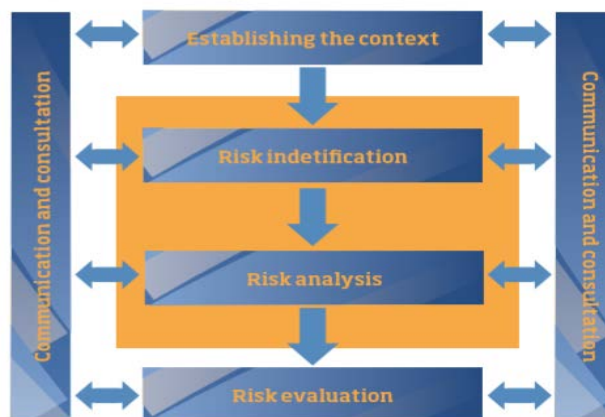 Establishing the context
Communication and consultation
Risk indetification
Risk analysis
Risk evaluation
Communication and consultation